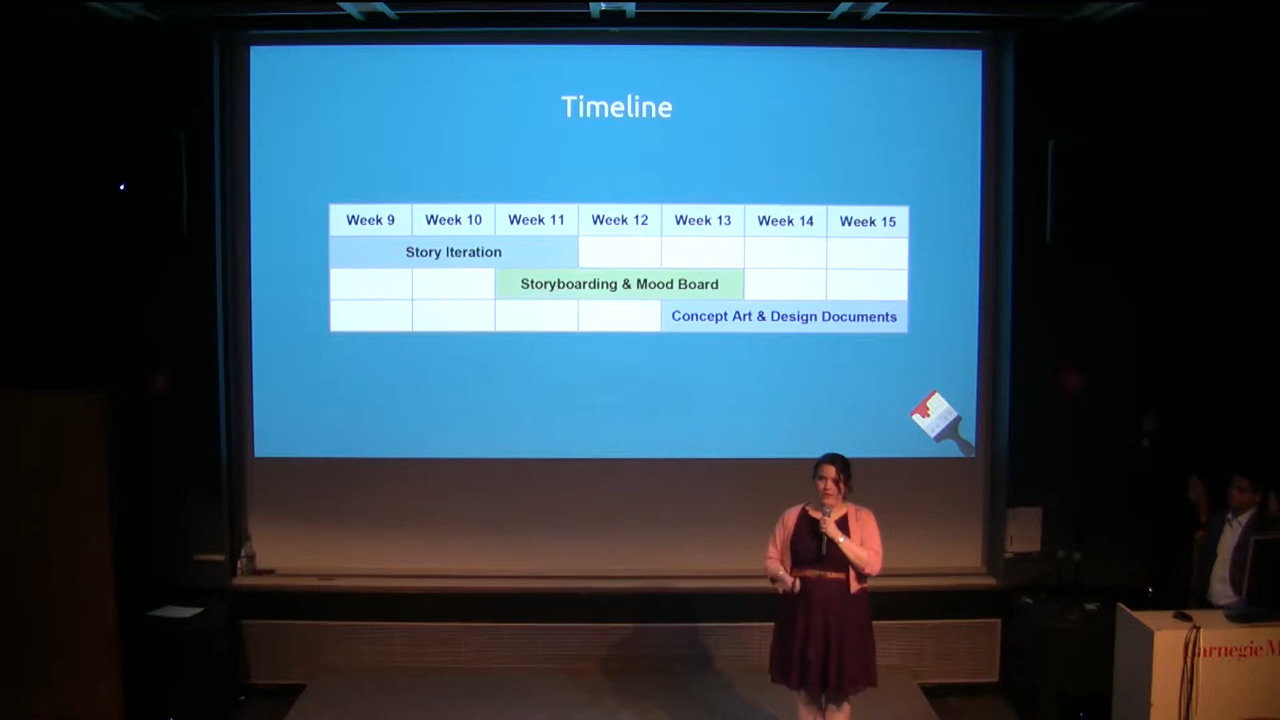 Timeline
Week 9 Week 10 Week 11 Week 12 Week 13 Week 14 Week 15
Story Iteration
Storyboarding & Mood Board
Concept Art & Design Documents